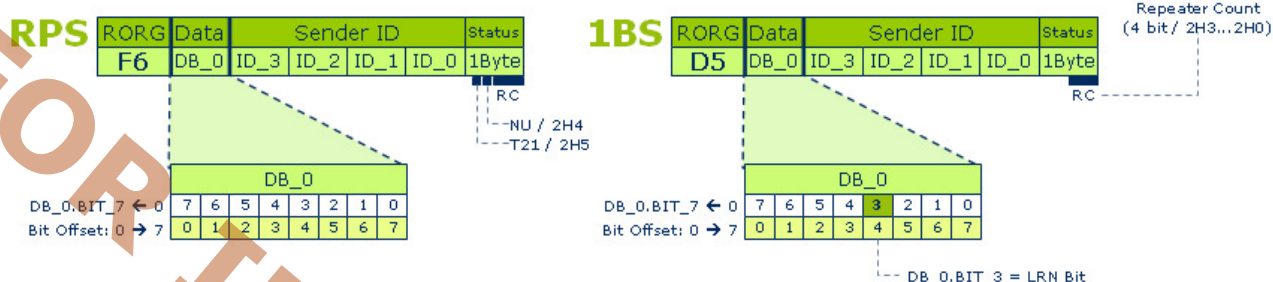 Repeater Count
(4 bit / 2H3...2H0)
RPS RORG Data Sender ID Status
F6 DB_0 ID_3 ID_2 ID_1 ID_0 1Byte
RC
NU / 2H4
T21 / 2H5
DB_0
DB_0.BIT_7 ← 0 7 6 5 4 3 2 1 0
Bit Offset: 0 → 7 0 1 2 3 4 5 6 7
1BS RORG Data Sender ID Status
D5 DB_0 ID_3 ID_2 ID_1 ID_0 1Byte
RC
DB_0
DB_0.BIT_7 ← 0 7 6 5 4 3 2 1 0
Bit Offset: 0 → 7 0 1 2 3 4 5 6 7
DB_0.BIT_3 = LRN Bit